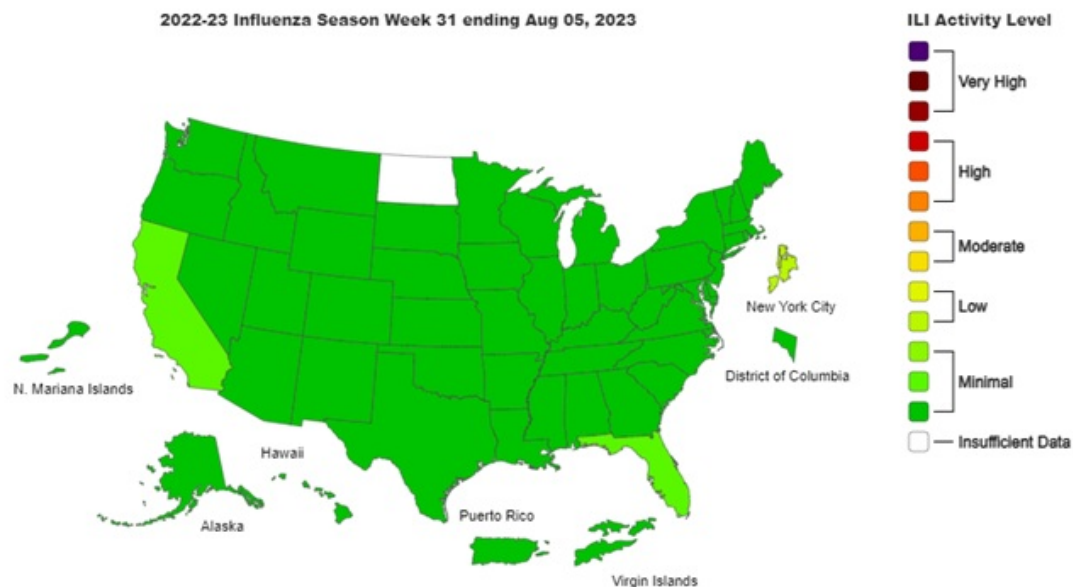 2022-23 Influenza Season Week 31 ending Aug 05, 2023
ILI Activity Level
Very High
High
Moderate
Low
Minimal
Insufficient Data
New York City
District of Columbia
N. Mariana Islands
Hawaii
Alaska
Puerto Rico
Virgin Islands